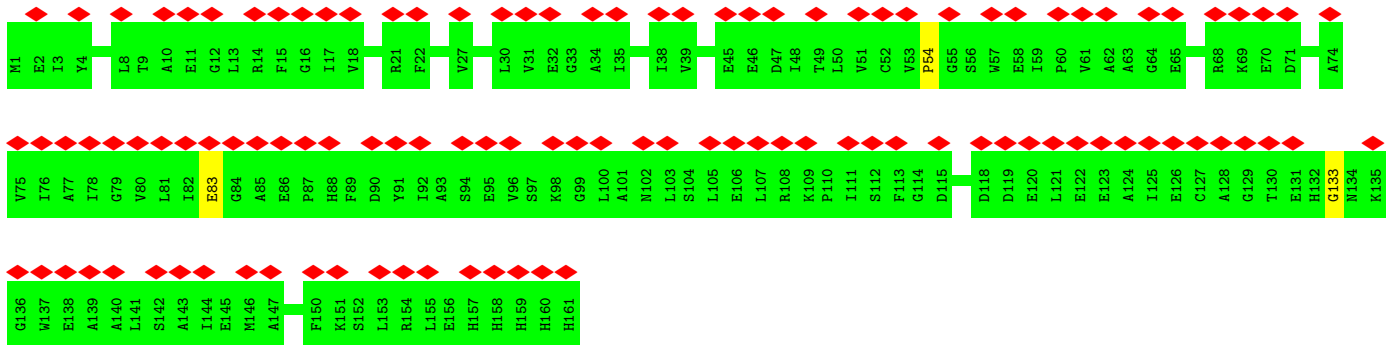 M1 E2 I3 Y4 L8 T9 A10 E11 G12 L13 R14 F15 G16 I17 V18 R21 F22 V27 L30 V31 E32 G33 A34 I35 I38 V39 E45 E46 D47 I48 T49 L50 V51 C52 V53 P54 G55 S56 W57 E58 I59 P60 V61 A62 A63 G64 E65 R68 K69 E70 D71 A74
V75 I76 A77 I78 G79 V80 L81 I82 E83 G84 A85 E86 P87 H88 F89 D90 Y91 I92 A93 S94 E95 V96 S97 K98 G99 L100 A101 N102 L103 S104 L105 E106 L107 R108 K109 P110 I111 S112 F113 G114 D115 D118 D119 E120 L121 E122 E123 A124 I125 E126 C127 A128 G129 T130 E131 H132 G133 N134 K135
G136 W137 E138 A139 A140 L141 S142 A143 I144 E145 M146 A147 F150 K151 S152 L153 R154 L155 E156 H157 H158 H159 H160 H161